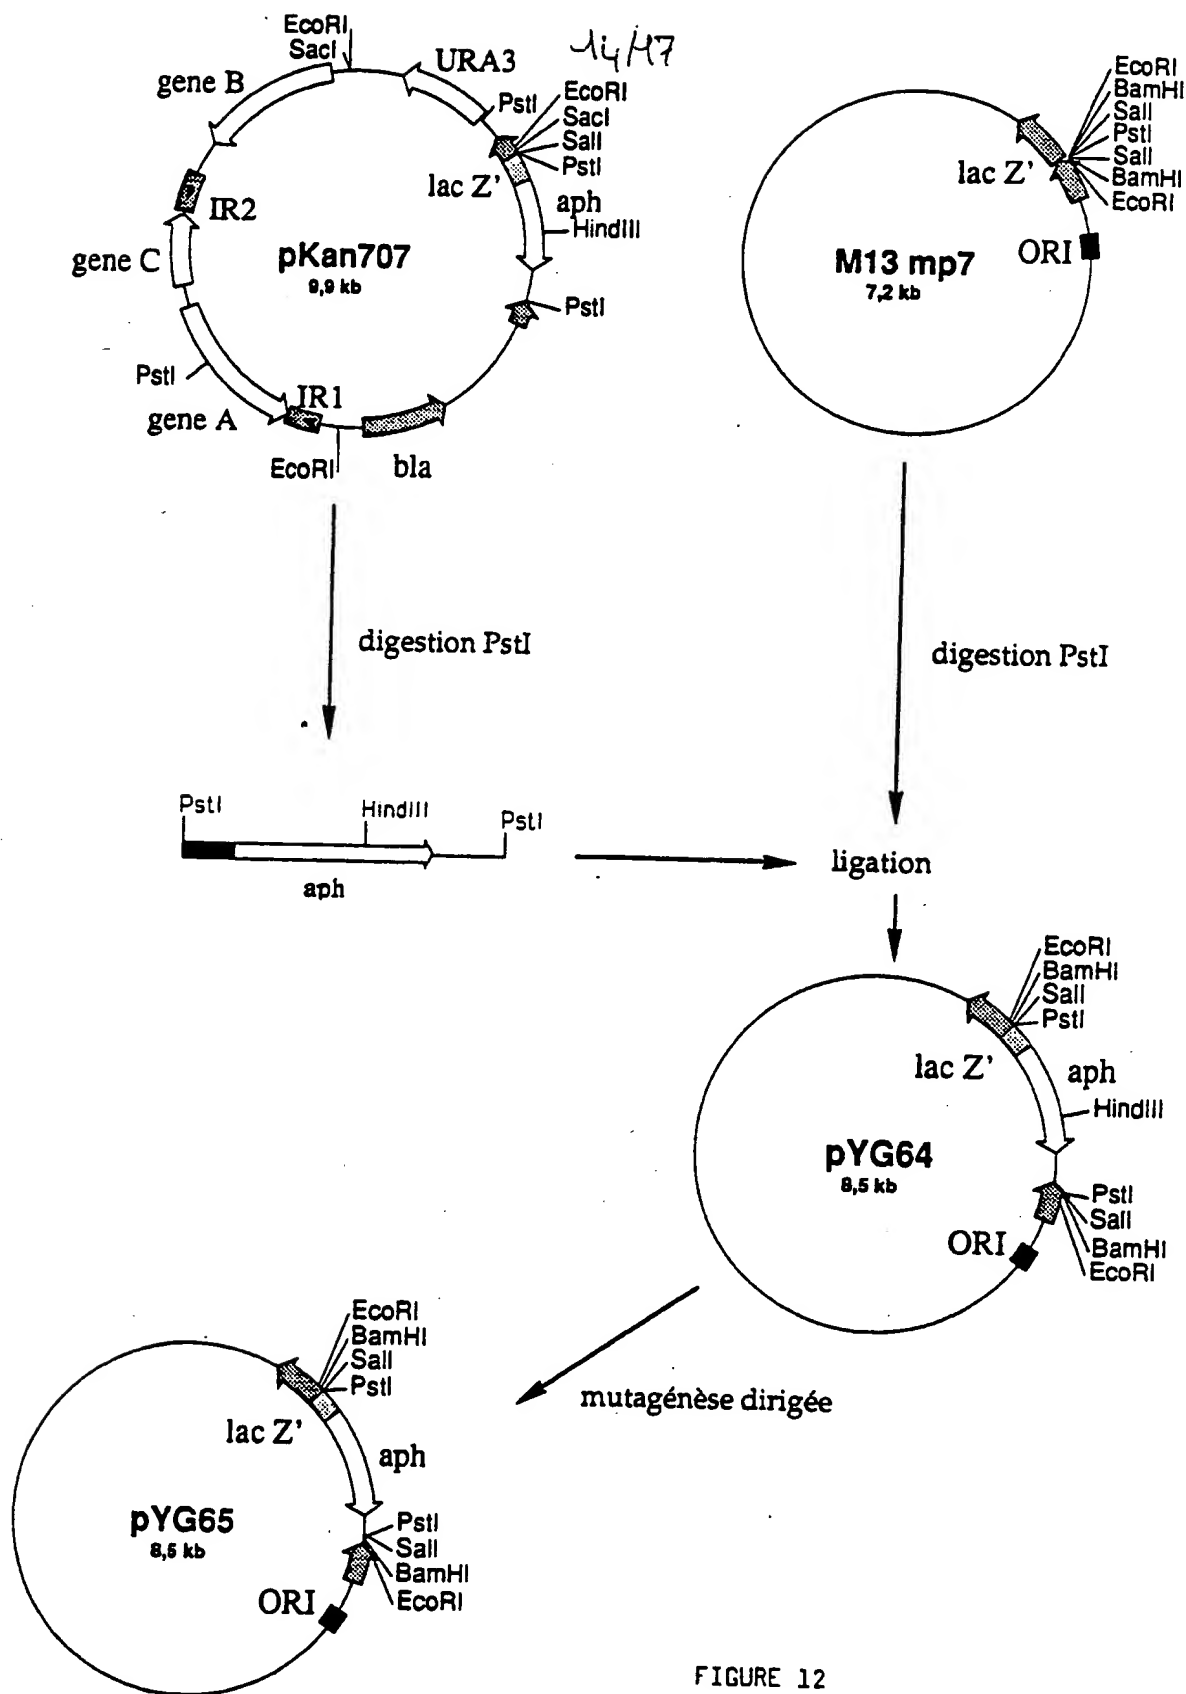 14/17
EcoRI
SacI
gene B
URA3
PstI
EcoRI
SacI
SalI
PstI
lac Z'
aph
HindIII
IR2
gene C
pKan707
9,9 kb
PstI
PstI
gene A
IR1
EcoRI
bla
EcoRI
BamHI
SalI
PstI
SalI
BamHI
EcoRI
lac Z'
ORI
M13 mp7
7,2 kb
digestion PstI
digestion PstI
PstI
HindIII
PstI
aph
ligation
EcoRI
BamHI
SalI
PstI
lac Z'
aph
HindIII
pYG64
8,5 kb
PstI
SalI
BamHI
EcoRI
ORI
mutagénèse dirigée
EcoRI
BamHI
SalI
PstI
lac Z'
aph
pYG65
8,5 kb
PstI
SalI
BamHI
EcoRI
ORI
FIGURE 12